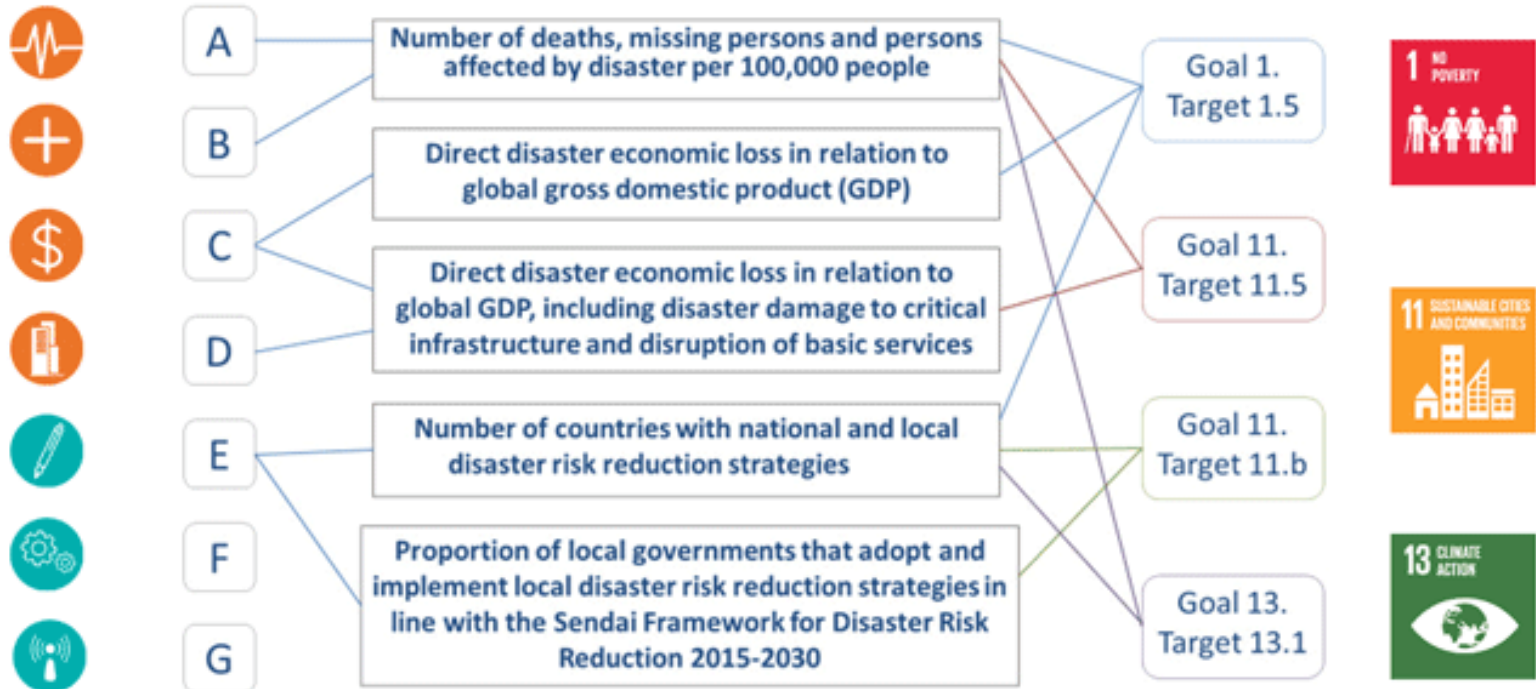 A
B
C
D
E
F
G
Number of deaths, missing persons and persons
affected by disaster per 100,000 people
Direct disaster economic loss in relation to
global gross domestic product (GDP)
Direct disaster economic loss in relation to
global GDP, including disaster damage to critical
infrastructure and disruption of basic services
Number of countries with national and local
disaster risk reduction strategies
Proportion of local governments that adopt and
implement local disaster risk reduction strategies in
line with the Sendai Framework for Disaster Risk
Reduction 2015-2030
Goal 1.
Target 1.5
Goal 11.
Target 11.5
Goal 11.
Target 11.b
Goal 13.
Target 13.1
1 NO
POVERTY
11 SUSTAINABLE CITIES
AND COMMUNITIES
13 CLIMATE
ACTION